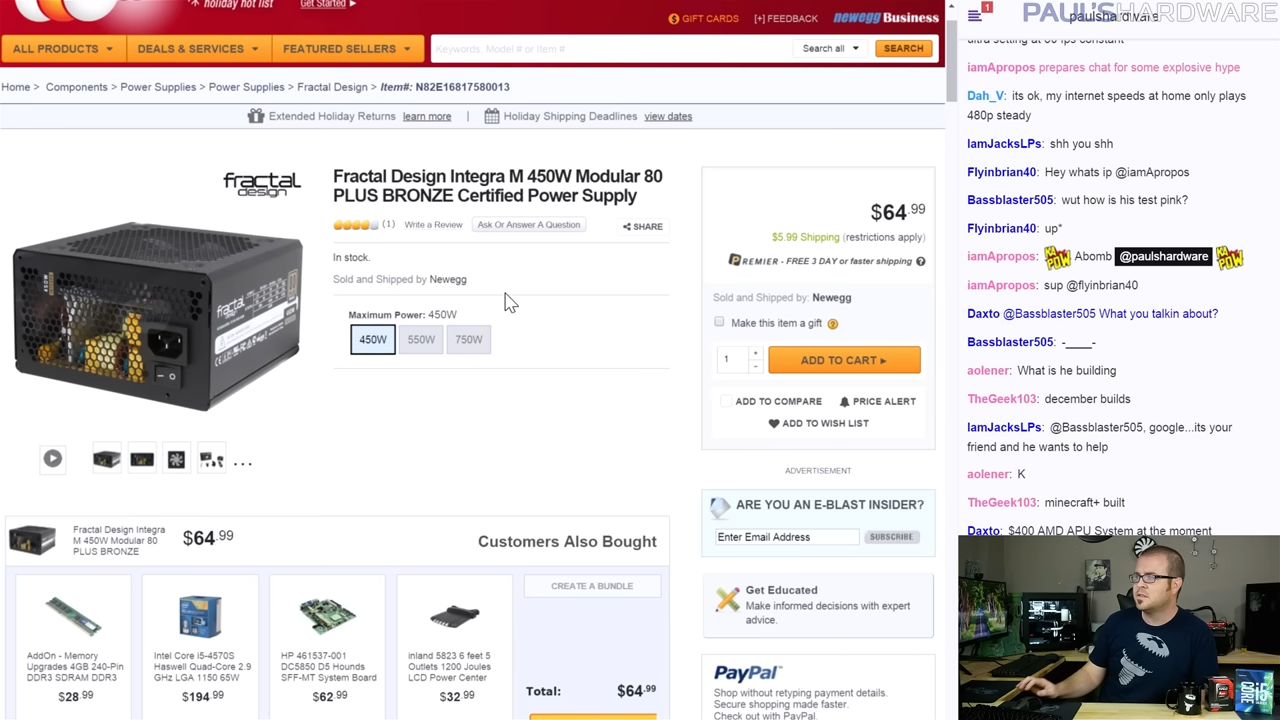 holiday hot list
Get Started
GIFT CARDS
[+] FEEDBACK
newegg Business
ALL PRODUCTS
DEALS & SERVICES
FEATURED SELLERS
Keywords, Model # or Item #
Search all
SEARCH
Home > Components > Power Supplies > Power Supplies > Fractal Design > Item#: N82E16817580013
Extended Holiday Returns learn more | Holiday Shipping Deadlines view dates
fractal
design
Fractal Design Integra M 450W Modular 80
PLUS BRONZE Certified Power Supply
(1) Write a Review Ask Or Answer A Question SHARE
In stock.
Sold and Shipped by Newegg
Maximum Power: 450W
450W 550W 750W
fractal
...
$64.99
$5.99 Shipping (restrictions apply)
PREMIER - FREE 3 DAY or faster shipping ?
Sold and Shipped by: Newegg
Make this item a gift ?
1 + -
ADD TO CART
ADD TO COMPARE PRICE ALERT
ADD TO WISH LIST
ADVERTISEMENT
ARE YOU AN E-BLAST INSIDER?
Enter Email Address SUBSCRIBE
Get Educated
Make informed decisions with expert
advice.
PayPal
Shop without retyping payment details.
Secure shopping made faster.
Check out with PayPal.
Fractal Design Integra
M 450W Modular 80
PLUS BRONZE
$64.99
Customers Also Bought
AddOn - Memory
Upgrades 4GB 240-Pin
DDR3 SDRAM DDR3
$28.99
Intel Core i5-4570S
Haswell Quad-Core 2.9
GHz LGA 1150 65W
$194.99
HP 461537-001
DC5850 D5 Hounds
SFF-MT System Board
$62.99
inland 5823 6 feet 5
Outlets 1200 Joules
LCD Power Center
$32.99
CREATE A BUNDLE
Total: $64.99
1
PAULSHARDWARE
paulshardware
iamApropos prepares chat for some explosive hype
Dah_V: its ok, my internet speeds at home only plays
480p steady
IamJacksLPs: shh you shh
Flyinbrian40: Hey whats ip @iamApropos
Bassblaster505: wut how is his test pink?
Flyinbrian40: up*
iamApropos: KAPOW Abomb @paulshardware KAPOW
iamApropos: sup @flyinbrian40
Daxto @Bassblaster505 What you talkin about?
Bassblaster505: -____-
aolener: What is he building
TheGeek103: december builds
IamJacksLPs: @Bassblaster505, google...its your
friend and he wants to help
aolener: K
TheGeek103: minecraft+ built
Daxto: $400 AMD APU System at the moment